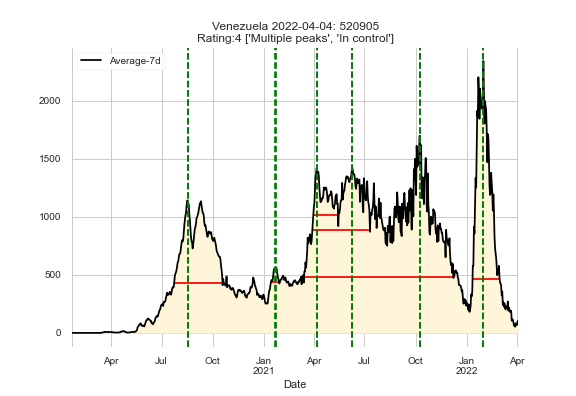 Venezuela 2022-04-04: 520905
Rating:4 ['Multiple peaks', 'In control']
Average-7d
2000
1500
1000
500
0
Apr Jul Oct Jan Apr Jul Oct Jan Apr
2021 2022
Date